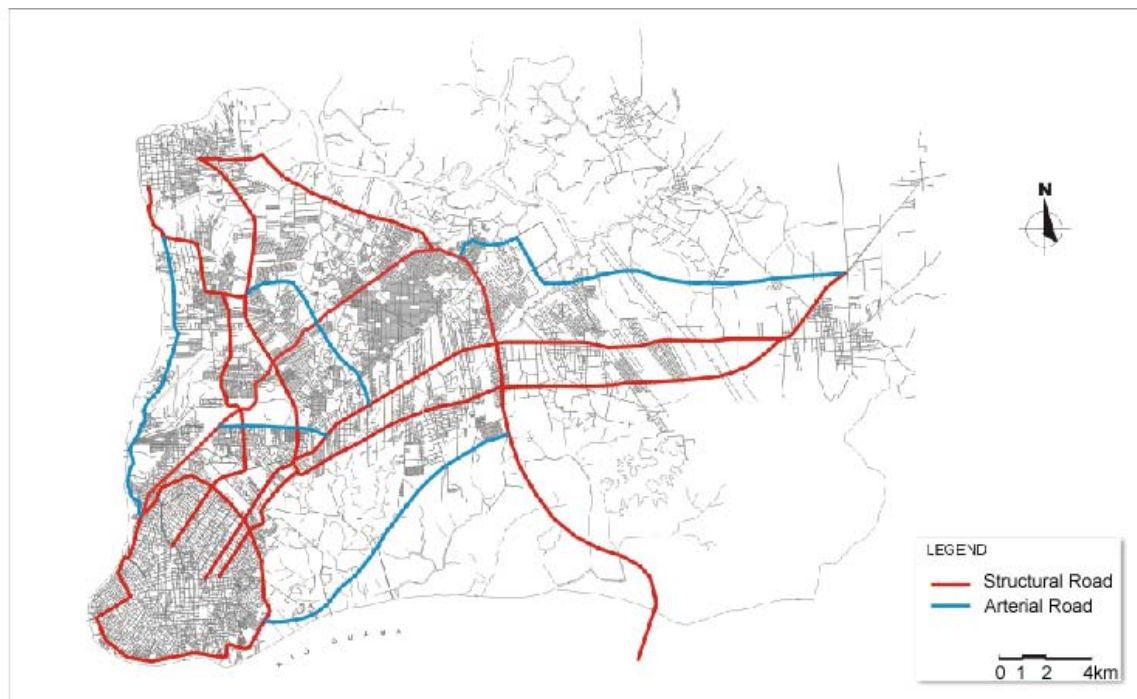 N
RIO GUAMÁ
LEGEND
Structural Road
Arterial Road
0 1 2 4km